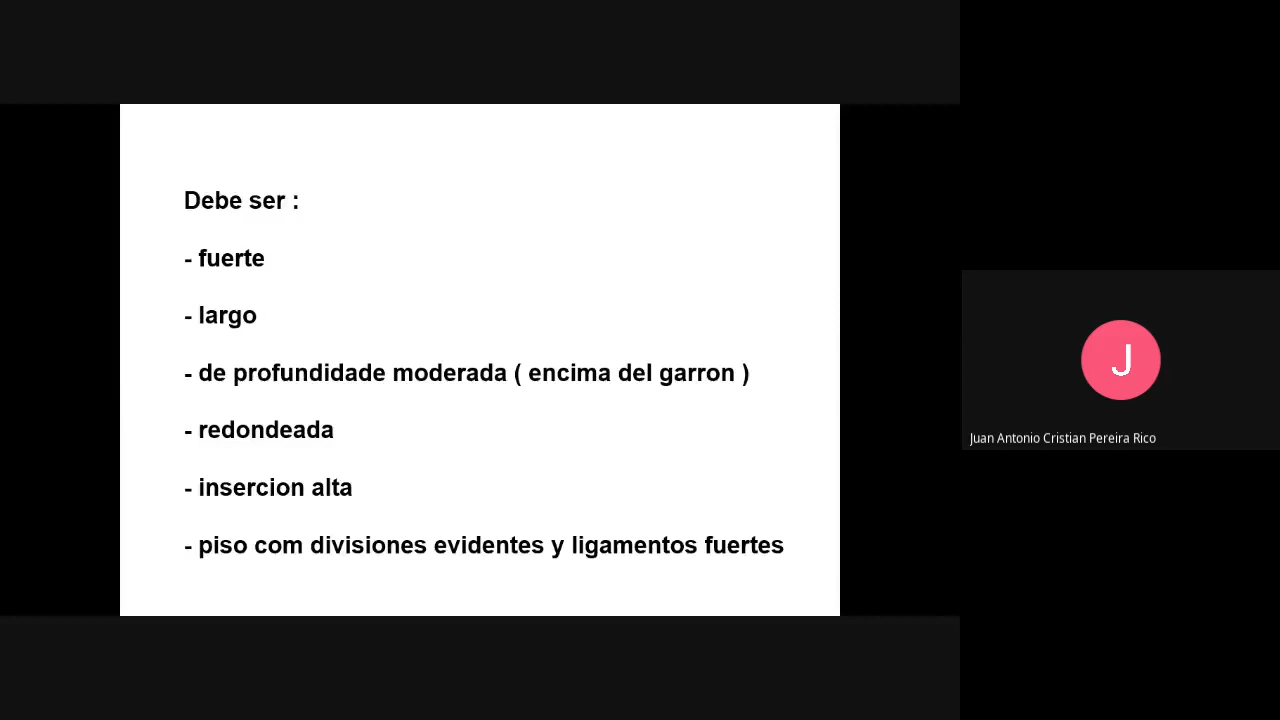 Debe ser :
- fuerte
- largo
- de profundidade moderada ( encima del garron )
- redondeada
- insercion alta
- piso com divisiones evidentes y ligamentos fuertes
J
Juan Antonio Cristian Pereira Rico